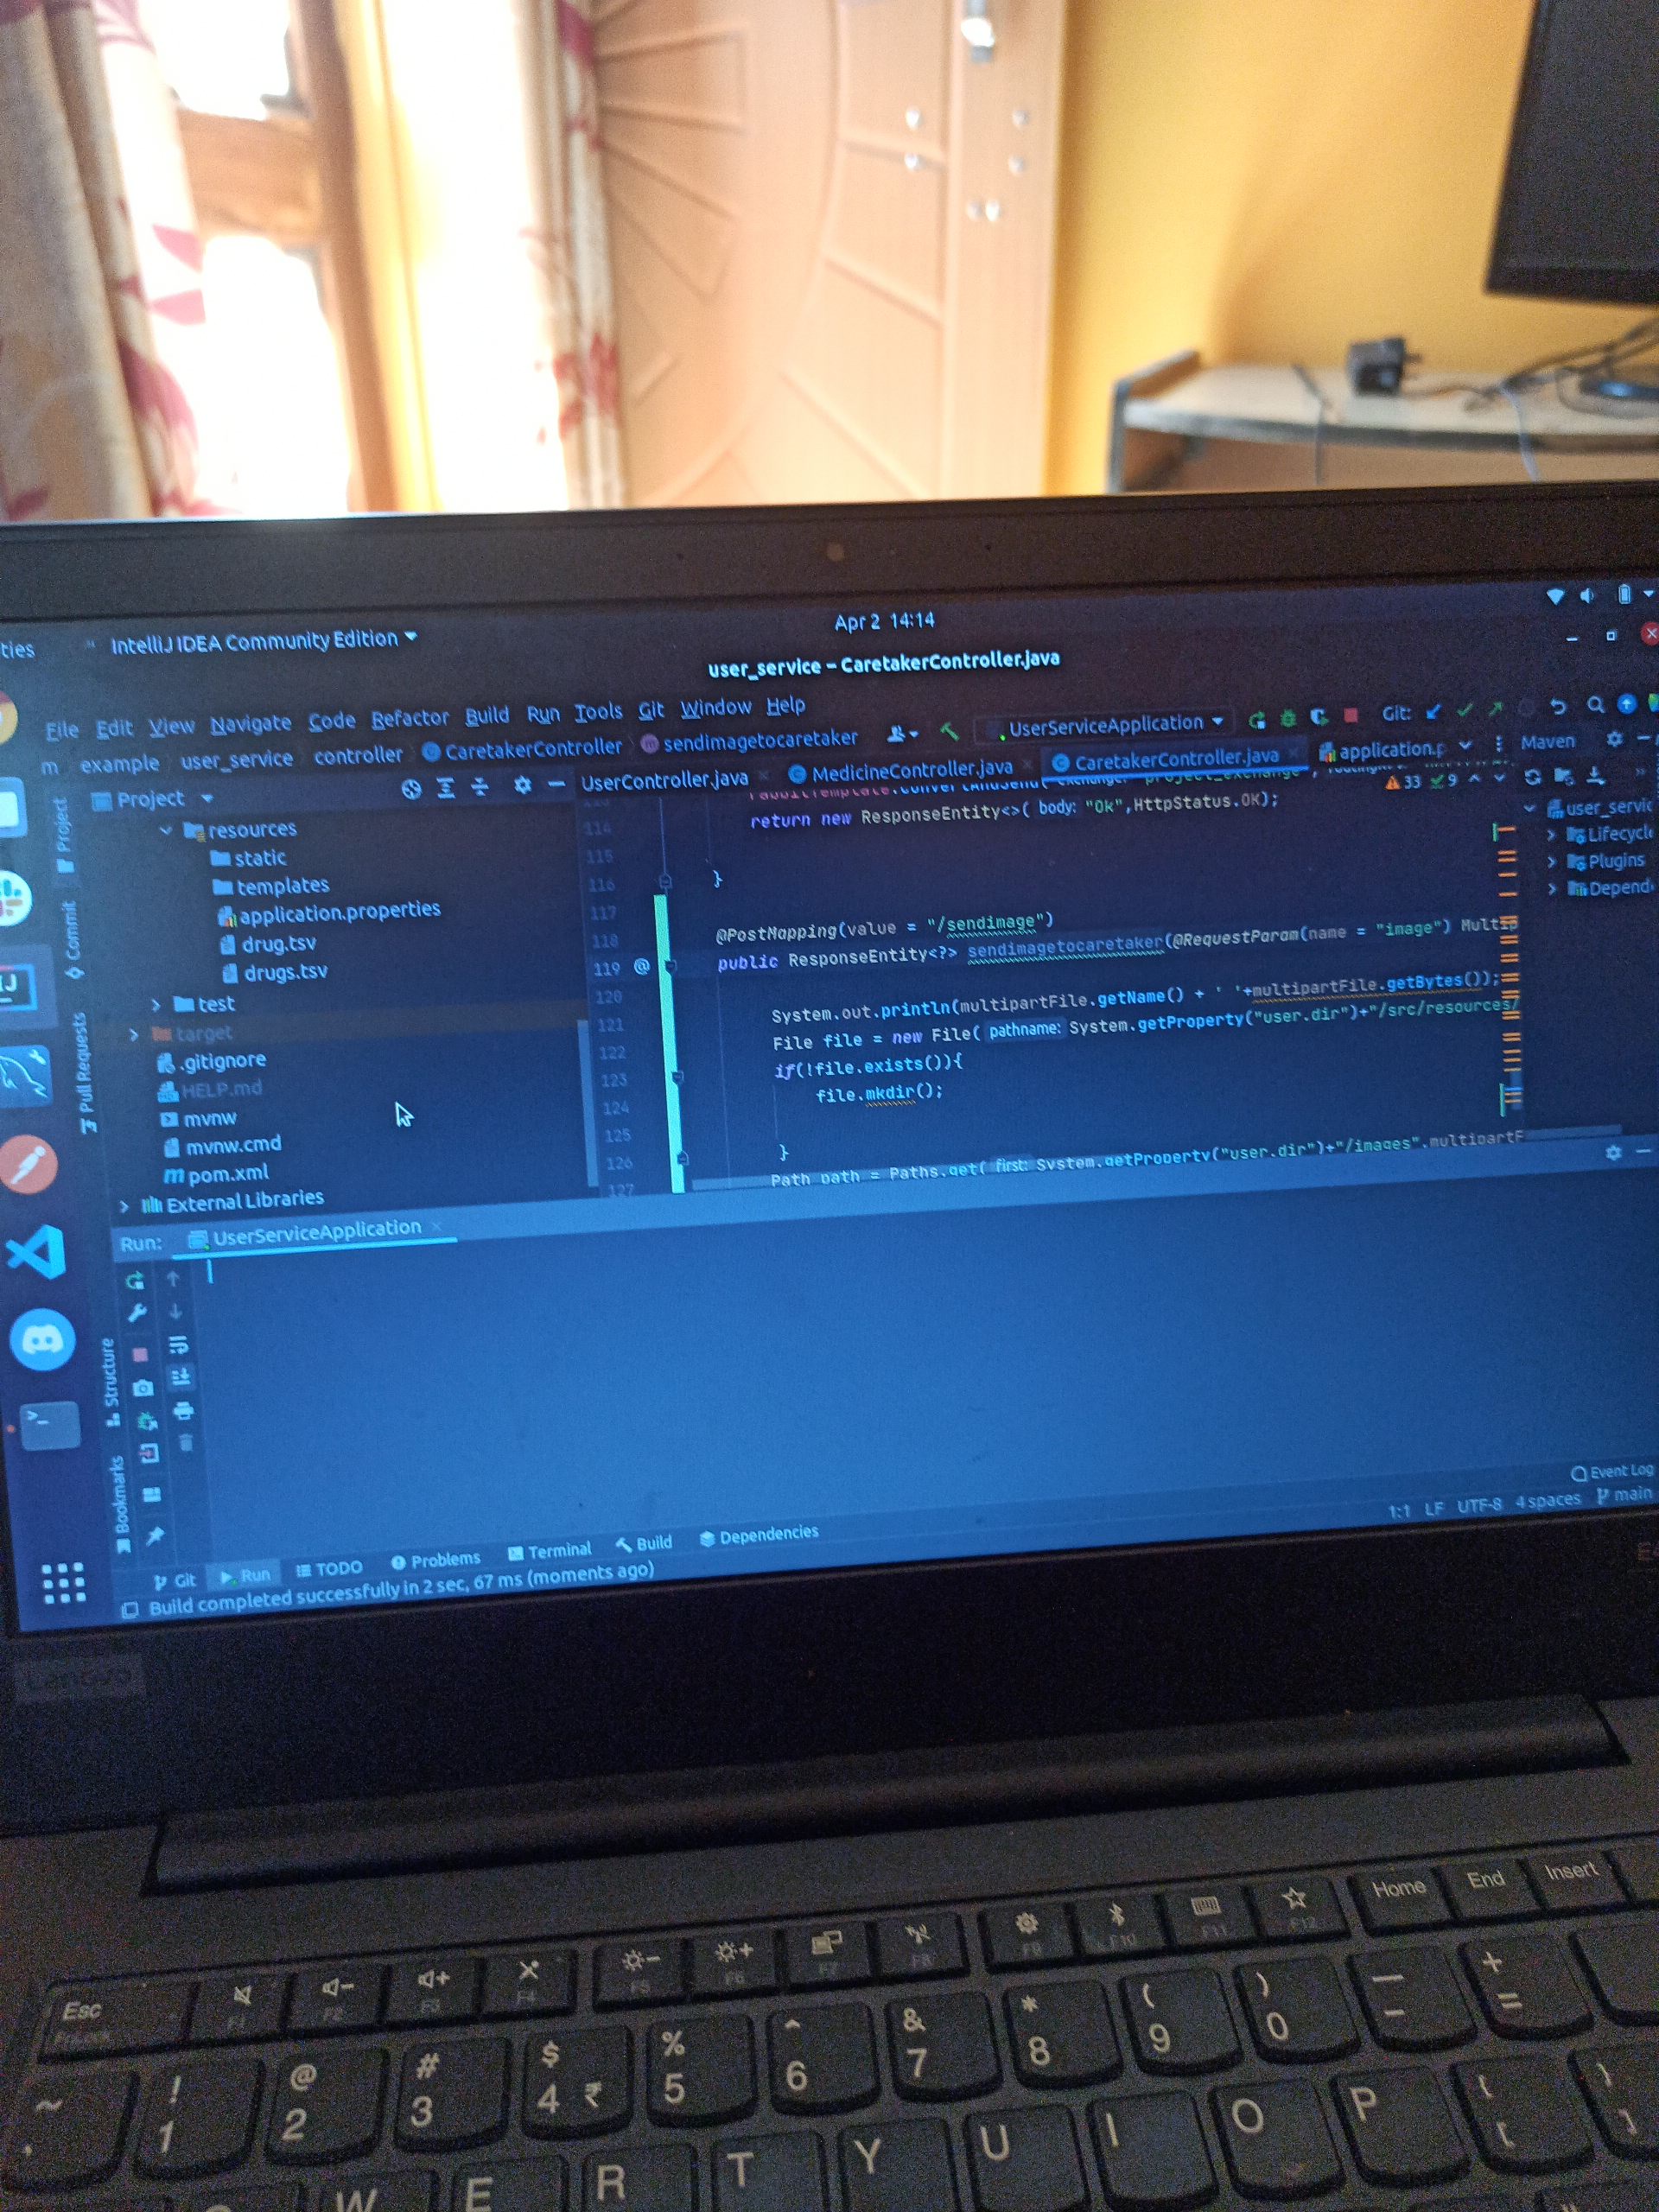 ties
IntelliJ IDEA Community Edition
Apr 2 14:14
user_service – CaretakerController.java
File Edit View Navigate Code Refactor Build Run Tools Git Window Help
UserServiceApplication
Git:
m example user_service controller CaretakerController sendimagetocaretaker
Project
UserController.java
MedicineController.java
CaretakerController.java
application.p
Maven
resources
static
templates
application.properties
drug.tsv
drugs.tsv
test
target
.gitignore
HELP.md
mvnw
mvnw.cmd
pom.xml
External Libraries
Project
Commit
Pull Requests
Structure
Bookmarks
33 9
114 return new ResponseEntity<>( body: "Ok",HttpStatus.OK);
115
116 }
117
118 @PostMapping(value = "/sendimage")
119 @ public ResponseEntity<?> sendimagetocaretaker(@RequestParam(name = "image") Multip
120
121 System.out.println(multipartFile.getName() + ' '+multipartFile.getBytes());
122 File file = new File( pathname: System.getProperty("user.dir")+"/src/resources/
123 if(!file.exists()){
124 file.mkdir();
125
126 }
127 Path path = Paths.get( first: System.getProperty("user.dir")+"/images".multipartF
user_servic
Lifecycl
Plugins
Depend
Run: UserServiceApplication
Event Log
1:1 LF UTF-8 4 spaces main
Git Run TODO Problems Terminal Build Dependencies
Build completed successfully in 2 sec, 67 ms (moments ago)
Lenovo
Esc F1 F2 F3 F4 F5 F6 F7 F8 F9 F10 F11 F12 Home End Insert
FnLock
~ ! @ # $ % ^ & * ( ) — +
1 2 3 4 ₹ 5 6 7 8 9 0 - =
W E R T Y U I O P { }
[ ]